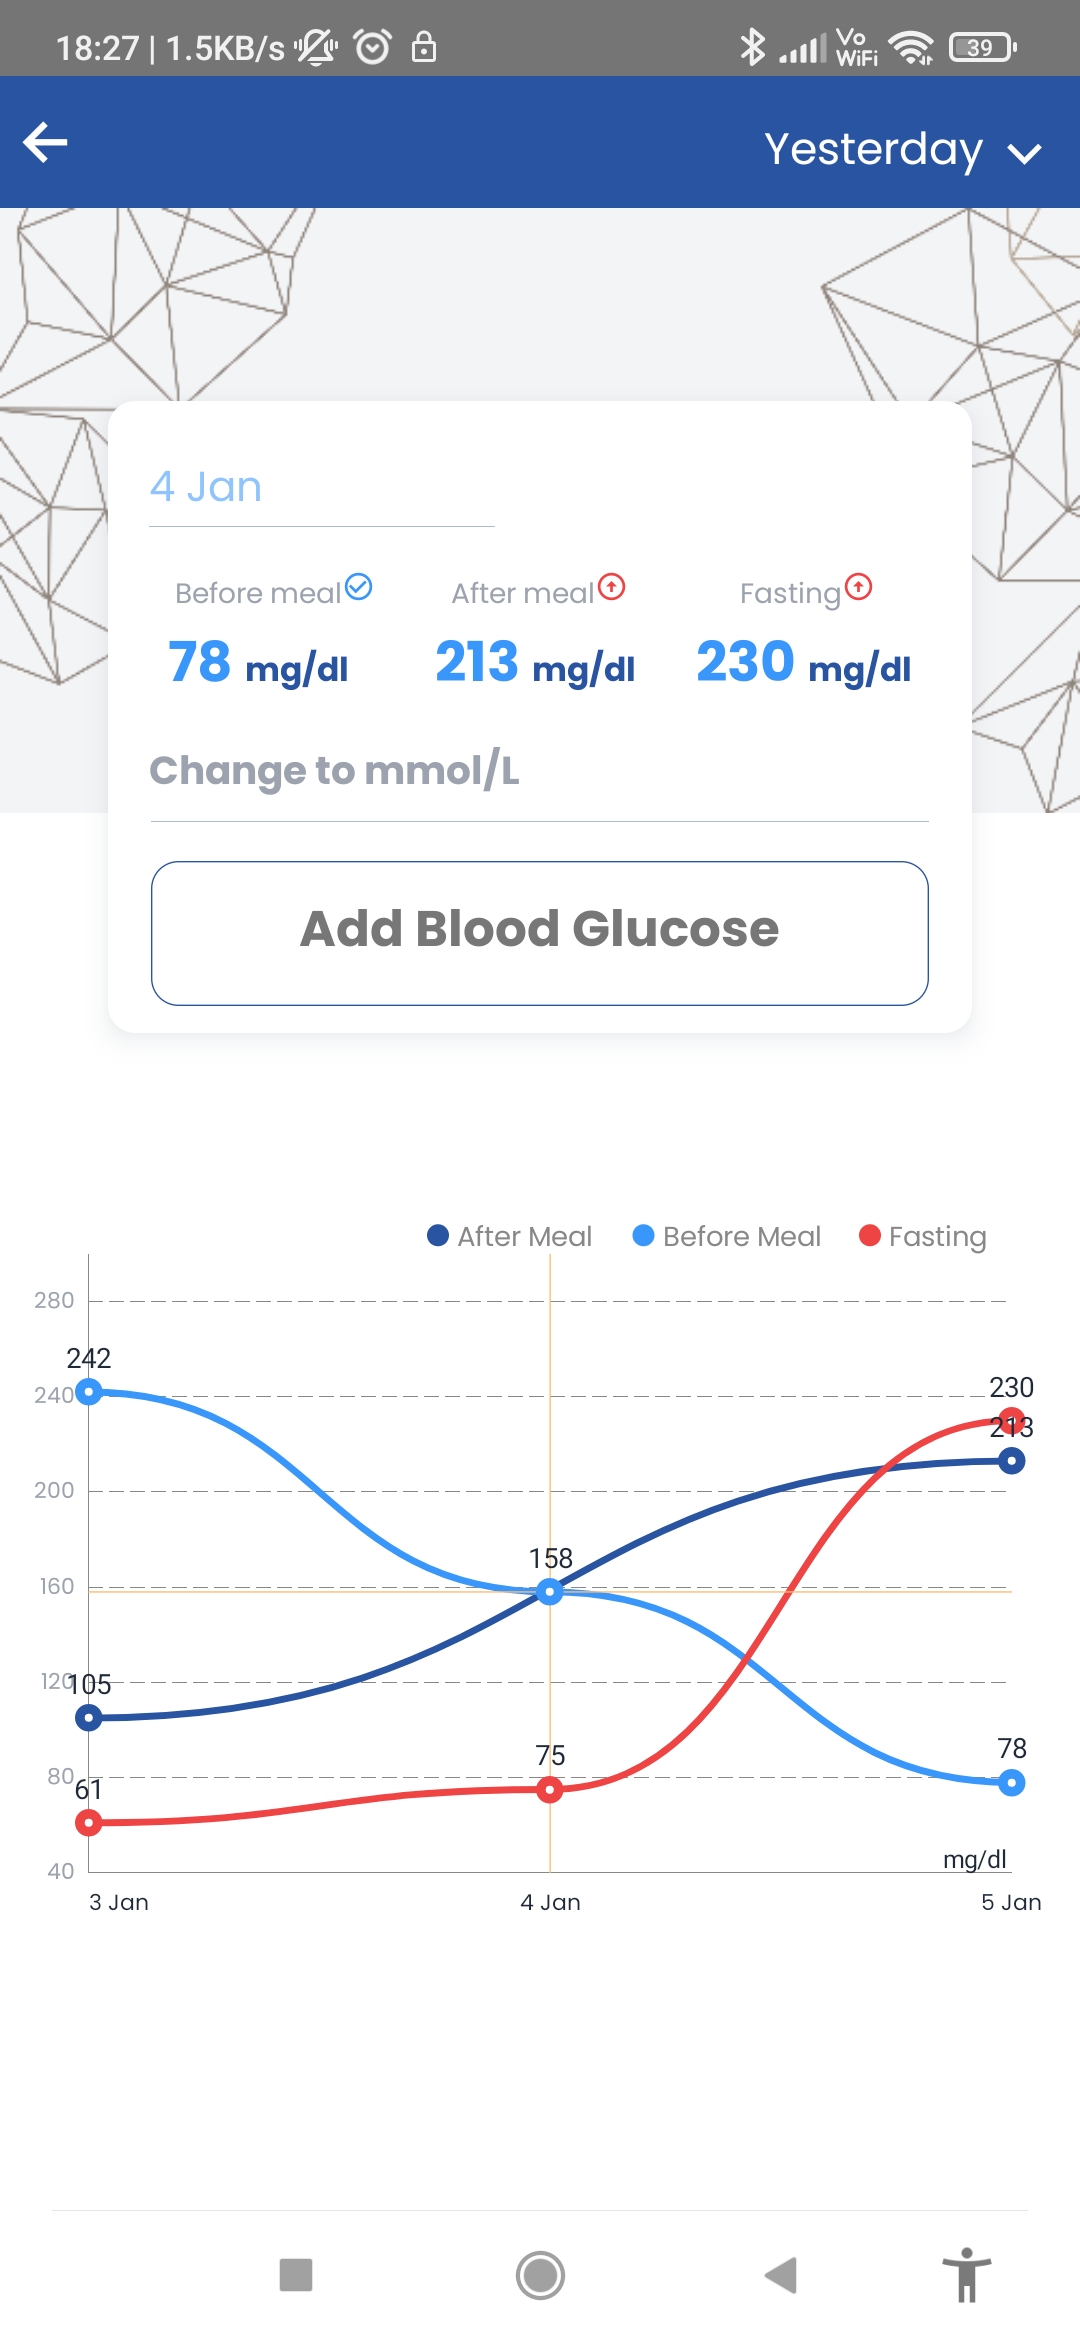 18:27 | 1.5KB/s Vo WiFi 39
Yesterday
4 Jan
Before meal After meal Fasting
78 mg/dl 213 mg/dl 230 mg/dl
Change to mmol/L
Add Blood Glucose
After Meal Before Meal Fasting
280
242
240
230
213
200
158
160
120
105
75
78
80
61
mg/dl
40
3 Jan 4 Jan 5 Jan